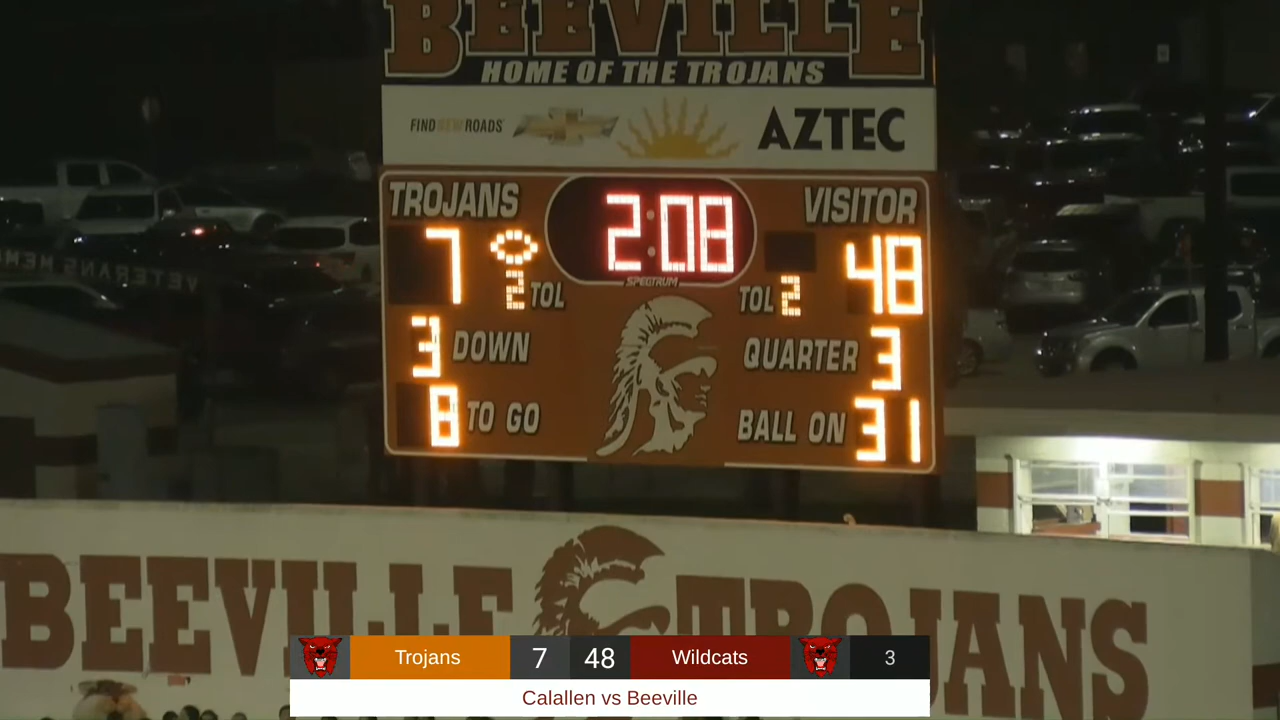 BEEVILLE
HOME OF THE TROJANS
FIND NEW ROADS
AZTEC
TROJANS
2:08
VISITOR
7
48
2 TOL
SPECTRUM
TOL 2
3 DOWN
QUARTER 3
8 TO GO
BALL ON 31
VETERANS MEM
BEEVILLE TROJANS
Trojans 7 48 Wildcats 3
Calallen vs Beeville